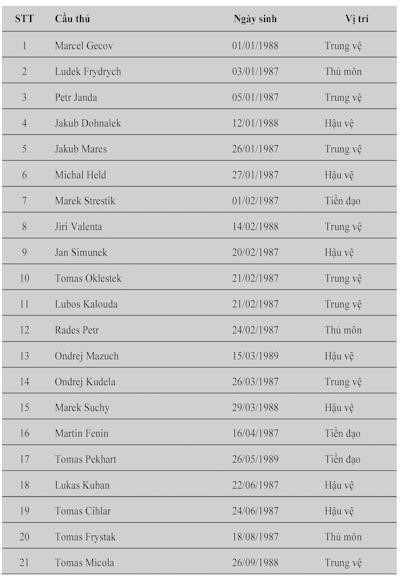 STT Cầu thủ Ngày sinh Vị trí
1 Marcel Gecov 01/01/1988 Trung vệ
2 Ludek Frydrych 03/01/1987 Thủ môn
3 Petr Janda 05/01/1987 Trung vệ
4 Jakub Dohnalek 12/01/1988 Hậu vệ
5 Jakub Mares 26/01/1987 Trung vệ
6 Michal Held 27/01/1987 Hậu vệ
7 Marek Strestik 01/02/1987 Tiền đạo
8 Jiri Valenta 14/02/1988 Trung vệ
9 Jan Simunek 20/02/1987 Hậu vệ
10 Tomas Oklestek 21/02/1987 Trung vệ
11 Lubos Kalouda 21/02/1987 Trung vệ
12 Rades Petr 24/02/1987 Thủ môn
13 Ondrej Mazuch 15/03/1989 Hậu vệ
14 Ondrej Kudela 26/03/1987 Trung vệ
15 Marek Suchy 29/03/1988 Hậu vệ
16 Martin Fenin 16/04/1987 Tiền đạo
17 Tomas Pekhart 26/05/1989 Tiền đạo
18 Lukas Kuban 22/06/1987 Hậu vệ
19 Tomas Cihlar 24/06/1987 Hậu vệ
20 Tomas Frystak 18/08/1987 Thủ môn
21 Tomas Micola 26/09/1988 Trung vệ